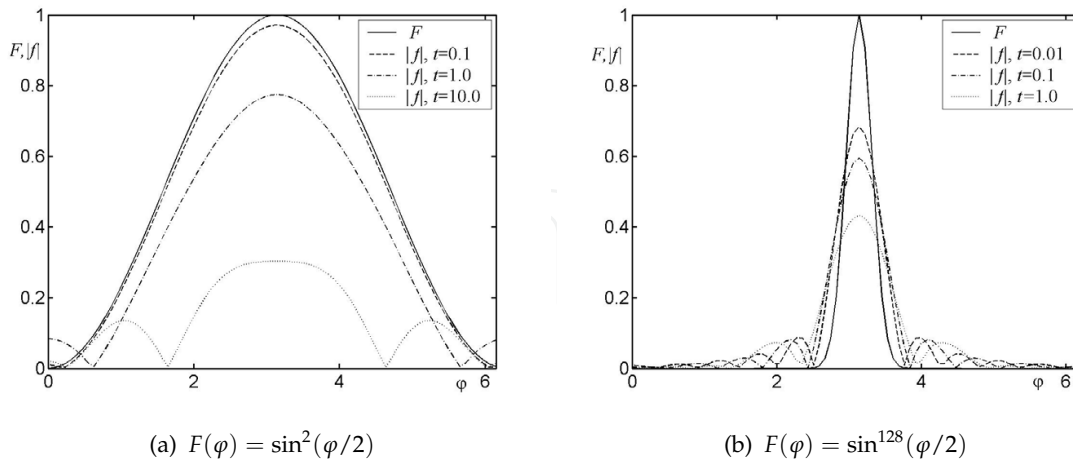 F,|f|
1
0.8
0.6
0.4
0.2
0
0 2 4 φ 6
F
|f|, t=0.1
|f|, t=1.0
|f|, t=10.0
(a) F(φ) = sin²(φ/2)
F,|f|
1
0.8
0.6
0.4
0.2
0
0 2 4 φ 6
F
|f|, t=0.01
|f|, t=0.1
|f|, t=1.0
(b) F(φ) = sin¹²⁸(φ/2)